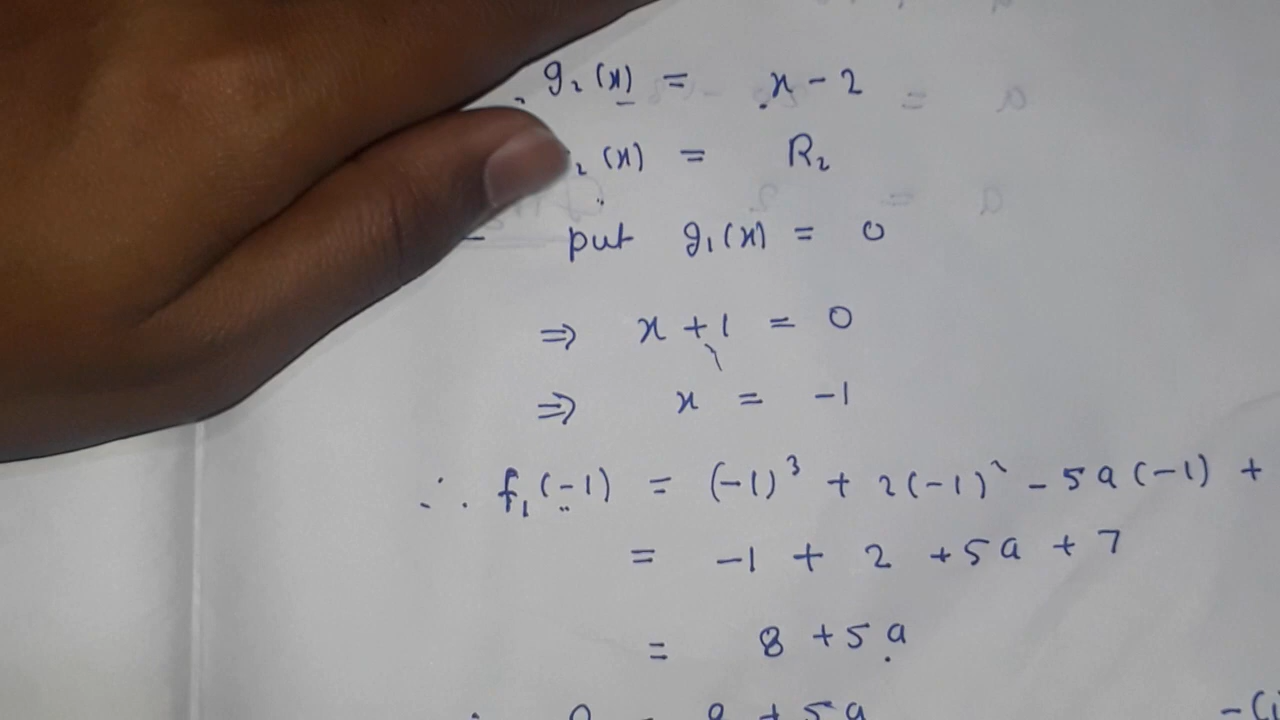 g₂(x) = x - 2
₂(x) = R₂
put g₁(x) = 0
⇒ x + 1 = 0
⇒ x = -1
∴ f₁(-1) = (-1)³ + 2(-1)² - 5a(-1) +
= -1 + 2 + 5a + 7
= 8 + 5a